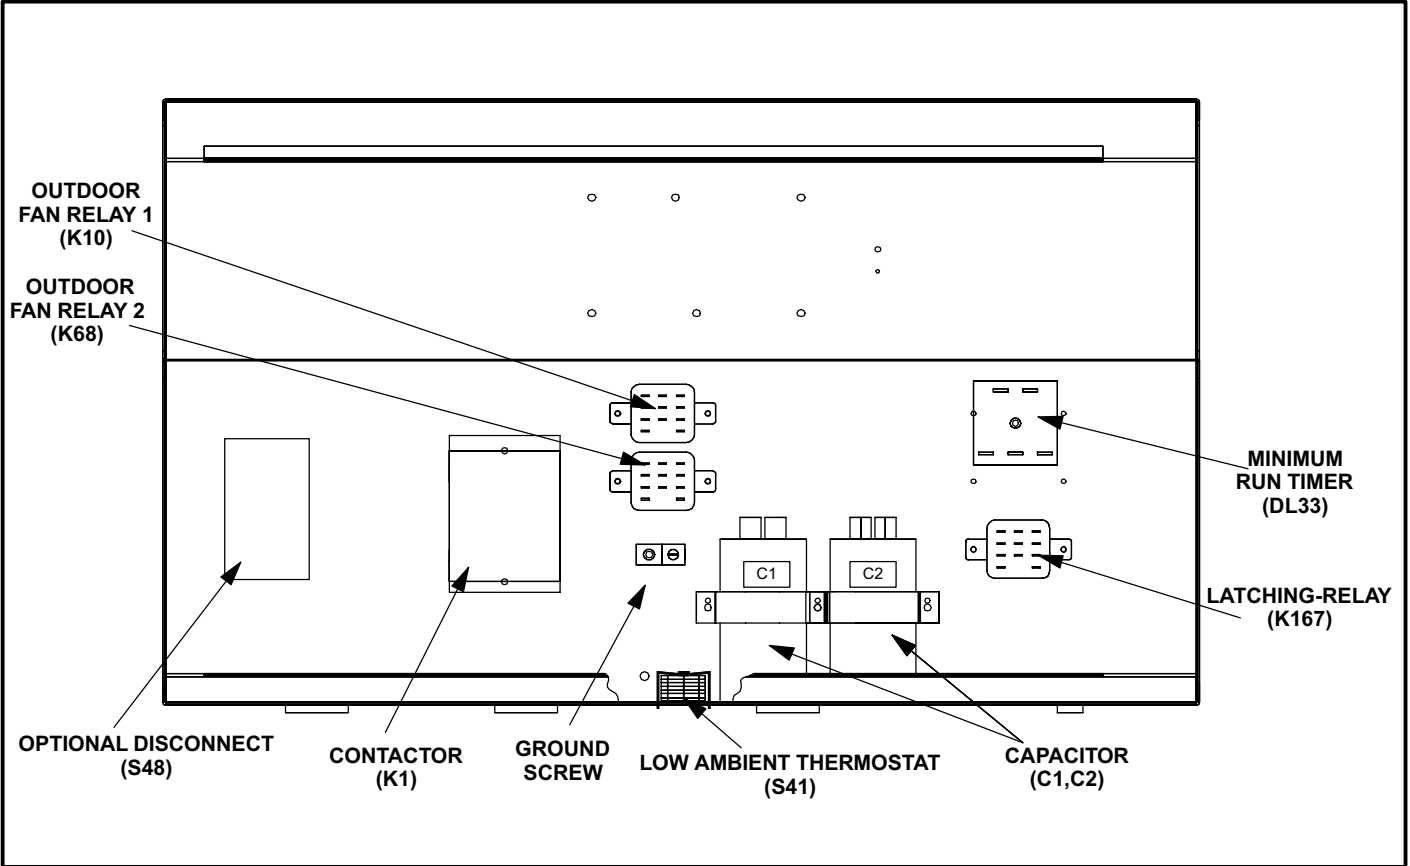 OUTDOOR
FAN RELAY 1
(K10)
OUTDOOR
FAN RELAY 2
(K68)
MINIMUM
RUN TIMER
(DL33)
C1
C2
LATCHING-RELAY
(K167)
OPTIONAL DISCONNECT
(S48)
CONTACTOR
(K1)
GROUND
SCREW
LOW AMBIENT THERMOSTAT
(S41)
CAPACITOR
(C1,C2)